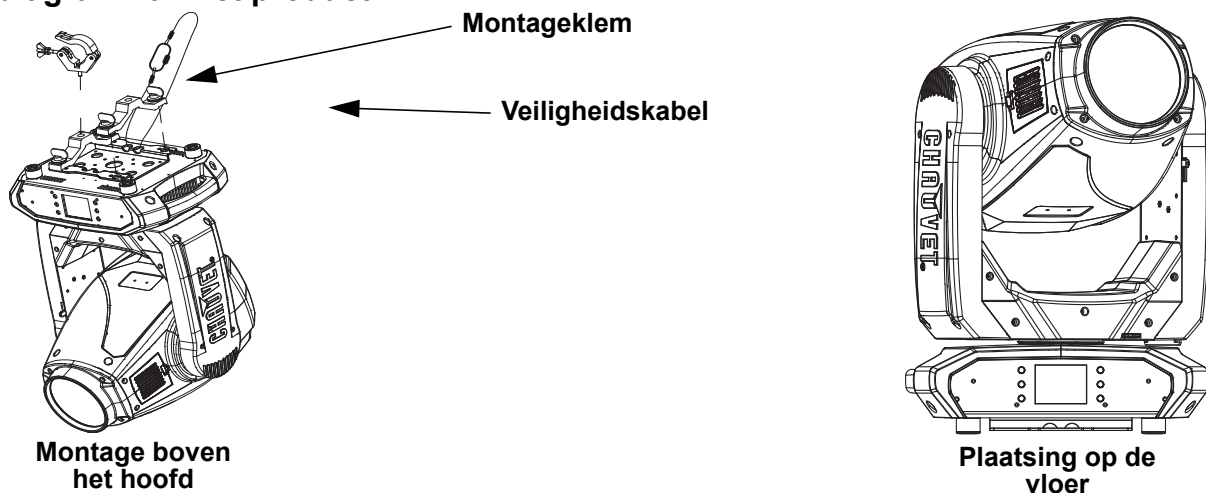 Montageklem
Veiligheidskabel
CHAUVET
CHAUVET
Montage boven
het hoofd
Plaatsing op de
vloer